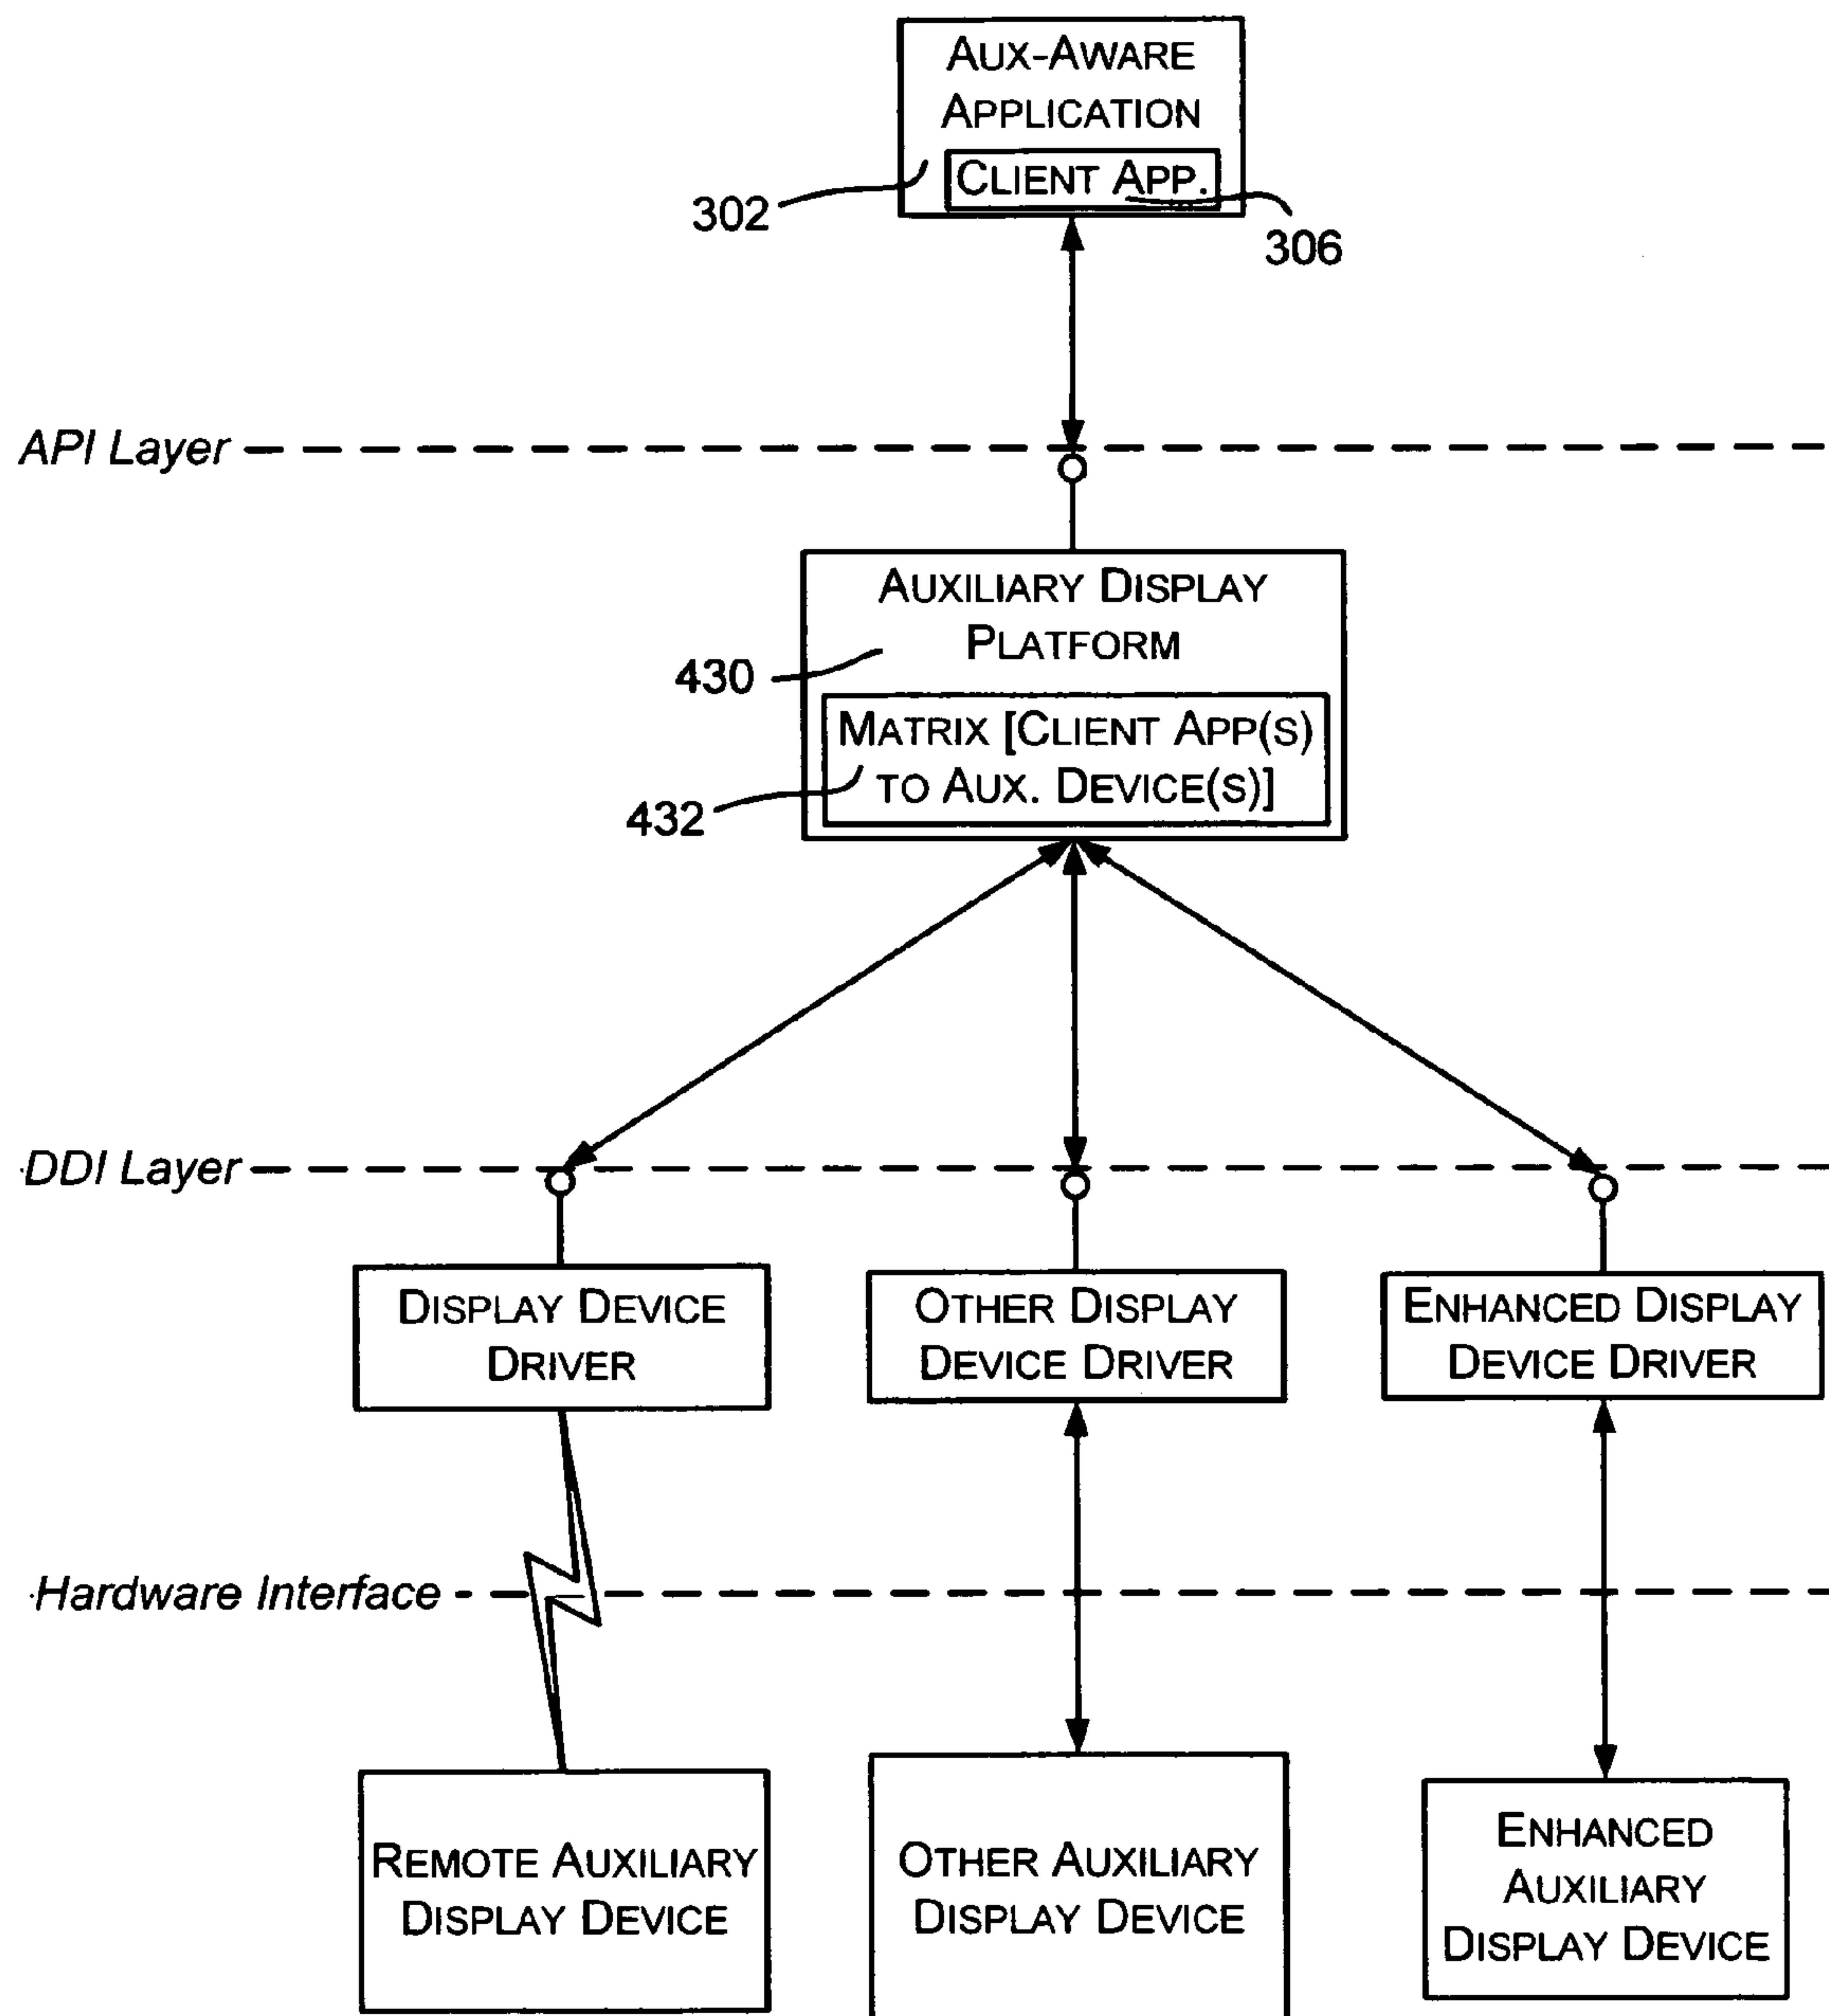 AUX-AWARE
APPLICATION
CLIENT APP.
302
306
API Layer
AUXILIARY DISPLAY
PLATFORM
430
MATRIX [CLIENT APP(S)
TO AUX. DEVICE(S)]
432
DDI Layer
DISPLAY DEVICE
DRIVER
OTHER DISPLAY
DEVICE DRIVER
ENHANCED DISPLAY
DEVICE DRIVER
Hardware Interface
REMOTE AUXILIARY
DISPLAY DEVICE
OTHER AUXILIARY
DISPLAY DEVICE
ENHANCED
AUXILIARY
DISPLAY DEVICE